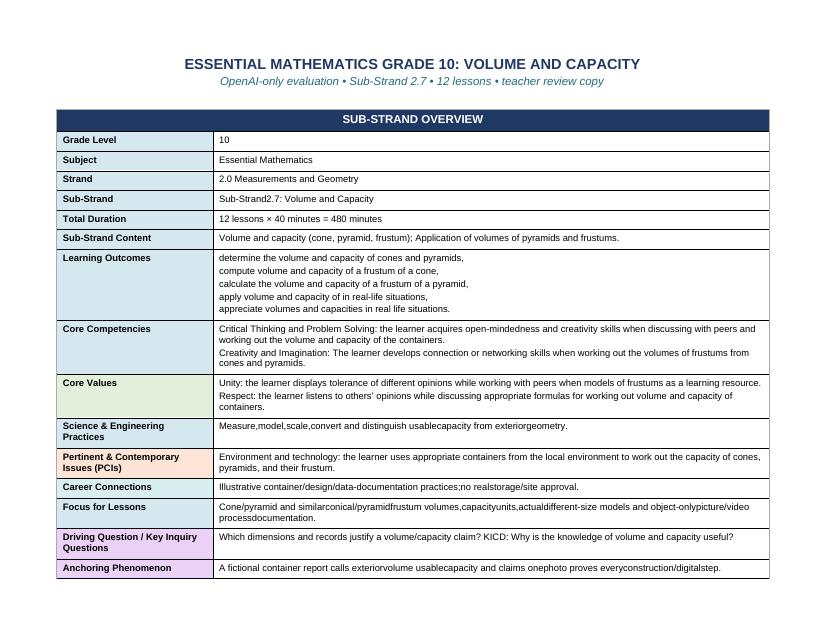 ESSENTIAL MATHEMATICS GRADE 10: VOLUME AND CAPACITY
OpenAI-only evaluation • Sub-Strand 2.7 • 12 lessons • teacher review copy
SUB-STRAND OVERVIEW
Grade Level
10
Subject
Essential Mathematics
Strand
2.0 Measurements and Geometry
Sub-Strand
Sub-Strand2.7: Volume and Capacity
Total Duration
12 lessons × 40 minutes = 480 minutes
Sub-Strand Content
Volume and capacity (cone, pyramid, frustum); Application of volumes of pyramids and frustums.
Learning Outcomes
determine the volume and capacity of cones and pyramids,
compute volume and capacity of a frustum of a cone,
calculate the volume and capacity of a frustum of a pyramid,
apply volume and capacity of in real-life situations,
appreciate volumes and capacities in real life situations.
Core Competencies
Critical Thinking and Problem Solving: the learner acquires open-mindedness and creativity skills when discussing with peers and
working out the volume and capacity of the containers.
Creativity and Imagination: The learner develops connection or networking skills when working out the volumes of frustums from
cones and pyramids.
Core Values
Unity: the learner displays tolerance of different opinions while working with peers when models of frustums as a learning resource.
Respect: the learner listens to others' opinions while discussing appropriate formulas for working out volume and capacity of
containers.
Science & Engineering
Practices
Measure,model,scale,convert and distinguish usablecapacity from exteriorgeometry.
Pertinent & Contemporary
Issues (PCIs)
Environment and technology: the learner uses appropriate containers from the local environment to work out the capacity of cones,
pyramids, and their frustum.
Career Connections
Illustrative container/design/data-documentation practices;no realstorage/site approval.
Focus for Lessons
Cone/pyramid and similarconical/pyramidfrustum volumes,capacityunits,actualdifferent-size models and object-onlypicture/video
processdocumentation.
Driving Question / Key Inquiry
Questions
Which dimensions and records justify a volume/capacity claim? KICD: Why is the knowledge of volume and capacity useful?
Anchoring Phenomenon
A fictional container report calls exteriorvolume usablecapacity and claims onephoto proves everyconstruction/digitalstep.